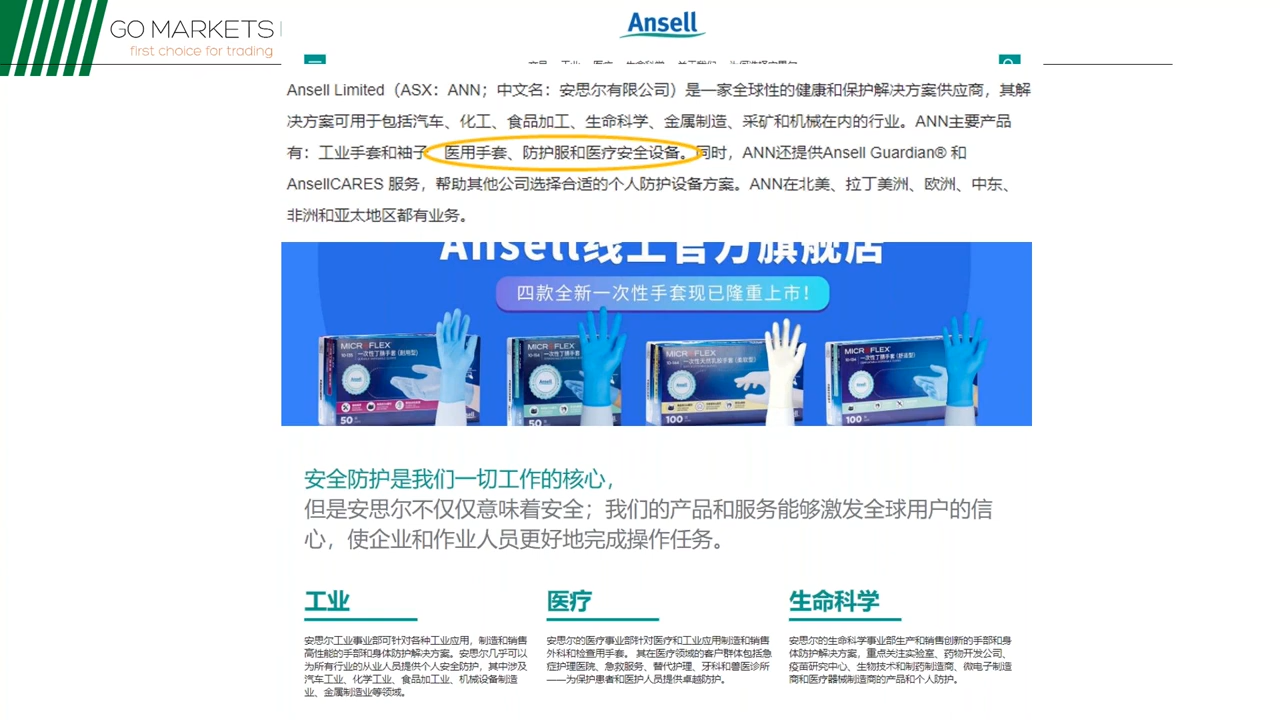 GO MARKETS
first choice for trading
Ansell
Ansell Limited（ASX：ANN；中文名：安思尔有限公司）是一家全球性的健康和保护解决方案供应商，其解
决方案可用于包括汽车、化工、食品加工、生命科学、金属制造、采矿和机械在内的行业。ANN主要产品
有：工业手套和袖子、医用手套、防护服和医疗安全设备。同时，ANN还提供Ansell Guardian® 和
AnsellCARES 服务，帮助其他公司选择合适的个人防护设备方案。ANN在北美、拉丁美洲、欧洲、中东、
非洲和亚太地区都有业务。
Ansell线上官方旗舰店
四款全新一次性手套现已隆重上市！
MICROFLEX MICROFLEX MICROFLEX MICROFLEX
Ansell Ansell Ansell
50 50 100 100
安全防护是我们一切工作的核心，
但是安思尔不仅仅意味着安全；我们的产品和服务能够激发全球用户的信
心，使企业和作业人员更好地完成操作任务。
工业
安思尔工业事业部可针对各种工业应用，制造和销售
高性能的手部和身体防护解决方案。安思尔几乎可以
为所有行业的从业人员提供个人安全防护，其中涉及
汽车工业、化学工业、食品加工业、机械设备制造
业、金属制造业等领域。
医疗
安思尔的医疗事业部针对医疗和工业应用制造和销售
外科和检查用手套。 其在医疗领域的客户群体包括急
症护理医院、急救服务、替代护理、牙科和兽医诊所
——为保护患者和医护人员提供卓越防护。
生命科学
安思尔的生命科学事业部生产和销售创新的手部和身
体防护解决方案，重点关注实验室、药物开发公司、
疫苗研究中心、生物技术和制药制造商、微电子制造
商和医疗器械制造商的产品和个人防护。